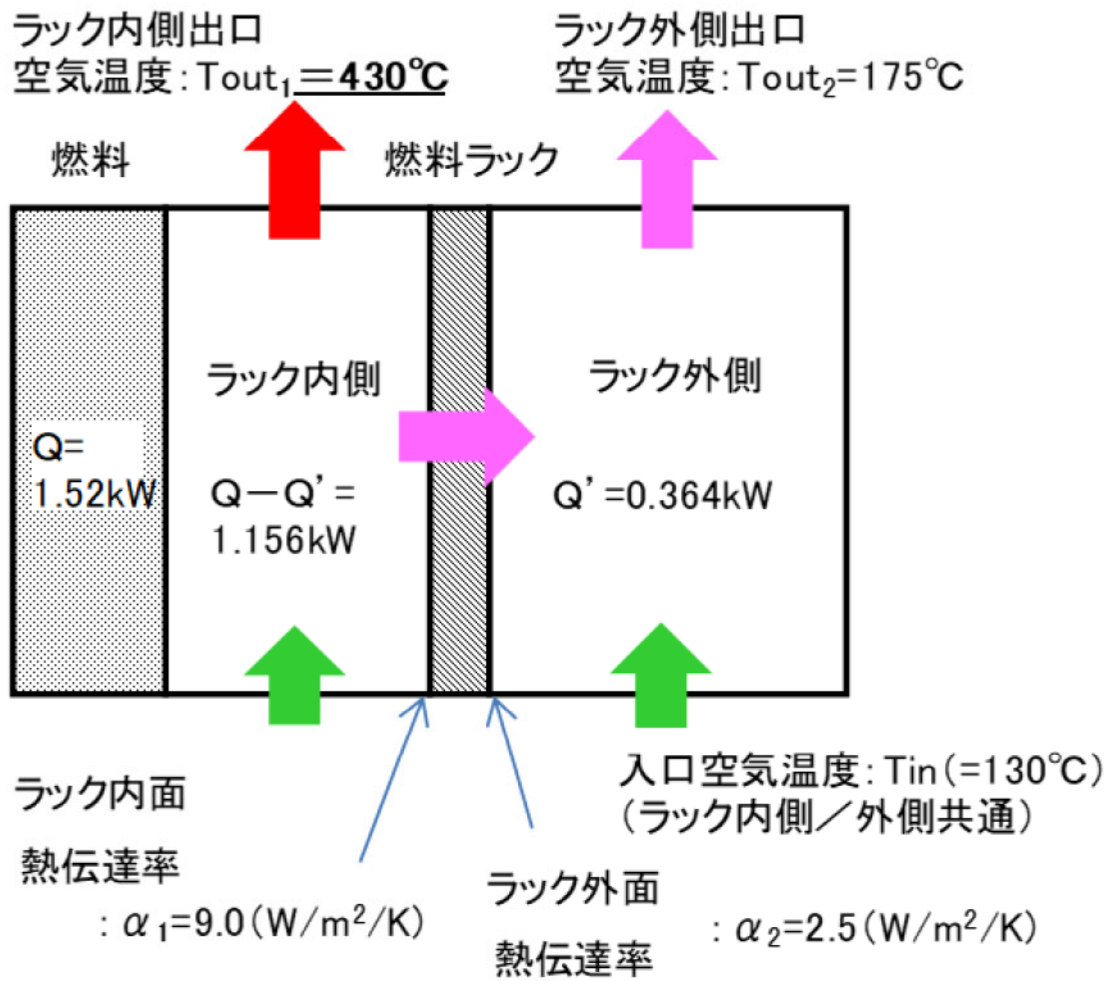 ラック内側出口
空気温度:Tout₁=430℃
ラック外側出口
空気温度:Tout₂=175℃
燃料
燃料ラック
ラック内側
ラック外側
Q=
1.52kW
Q-Q'=
1.156kW
Q'=0.364kW
入口空気温度:Tin(=130℃)
(ラック内側/外側共通)
ラック内面
熱伝達率
:α₁=9.0(W/m²/K)
ラック外面
熱伝達率
:α₂=2.5(W/m²/K)